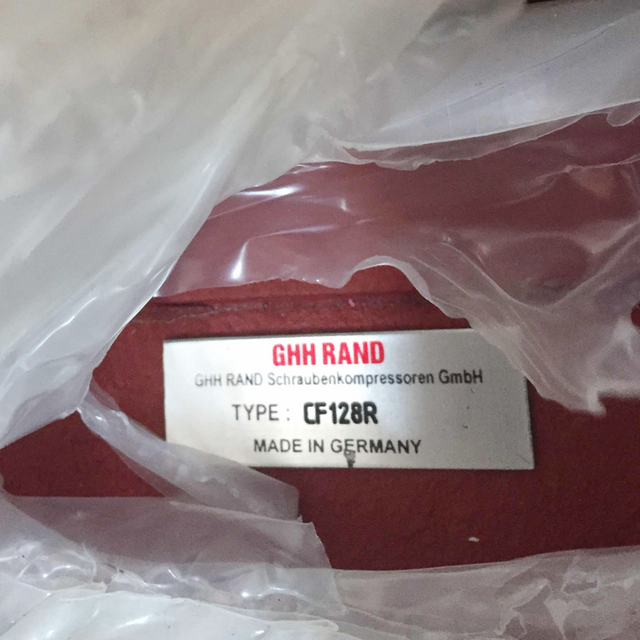 GHH RAND
GHH RAND Schraubenkompressoren GmbH
TYPE : CF128R
MADE IN GERMANY